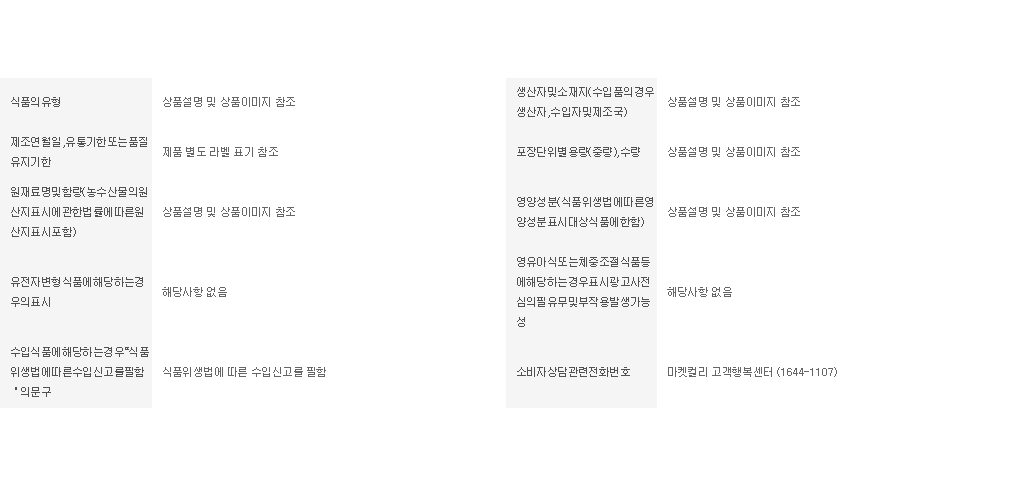 식품의 유형
상품설명 및 상품이미지 참조
생산자 및 소재지(수입품의 경우
생산자, 수입자 및 제조국)
상품설명 및 상품이미지 참조
제조연월일, 유통기한 또는 품질
유지기한
제품 별도 라벨 표기 참조
포장단위별 용량(중량), 수량
상품설명 및 상품이미지 참조
원재료명 및 함량(농수산물의 원
산지 표시에 관한 법률에 따른 원
산지 표시 포함)
상품설명 및 상품이미지 참조
영양성분(식품위생법에 따른 영
양성분 표시대상 식품에 한함)
상품설명 및 상품이미지 참조
유전자변형식품에 해당하는 경
우의 표시
해당사항 없음
영유아식 또는 체중조절식품 등
에 해당하는 경우 표시광고사전
심의필 유무 및 부작용 발생 가능
성
해당사항 없음
수입식품에 해당하는 경우 "식품
위생법에 따른 수입신고를 필함
" 의 문구
식품위생법에 따른 수입신고를 필함
소비자상담 관련 전화번호
마켓컬리 고객행복센터 (1644-1107)